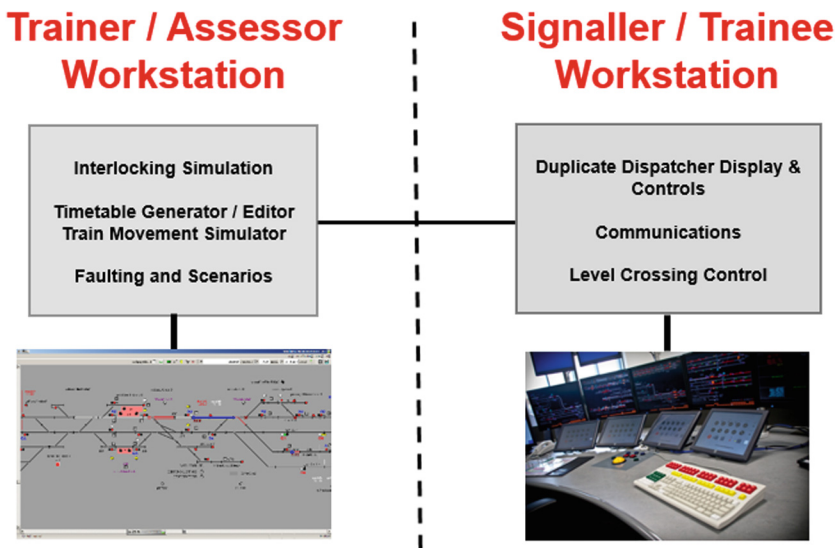 Trainer / Assessor
Workstation
Signaller / Trainee
Workstation
Interlocking Simulation
Timetable Generator / Editor
Train Movement Simulator
Faulting and Scenarios
Duplicate Dispatcher Display &
Controls
Communications
Level Crossing Control